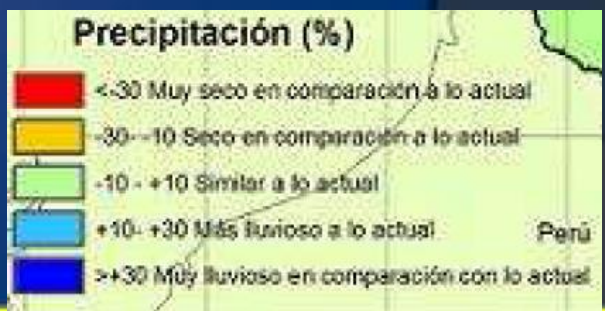 Precipitación (%)
<-30 Muy seco en comparación a lo actual
-30- -10 Seco en comparación a lo actual
-10 - +10 Similar a lo actual
+10- +30 Más lluvioso a lo actual
Perú
>+30 Muy lluvioso en comparación con lo actual